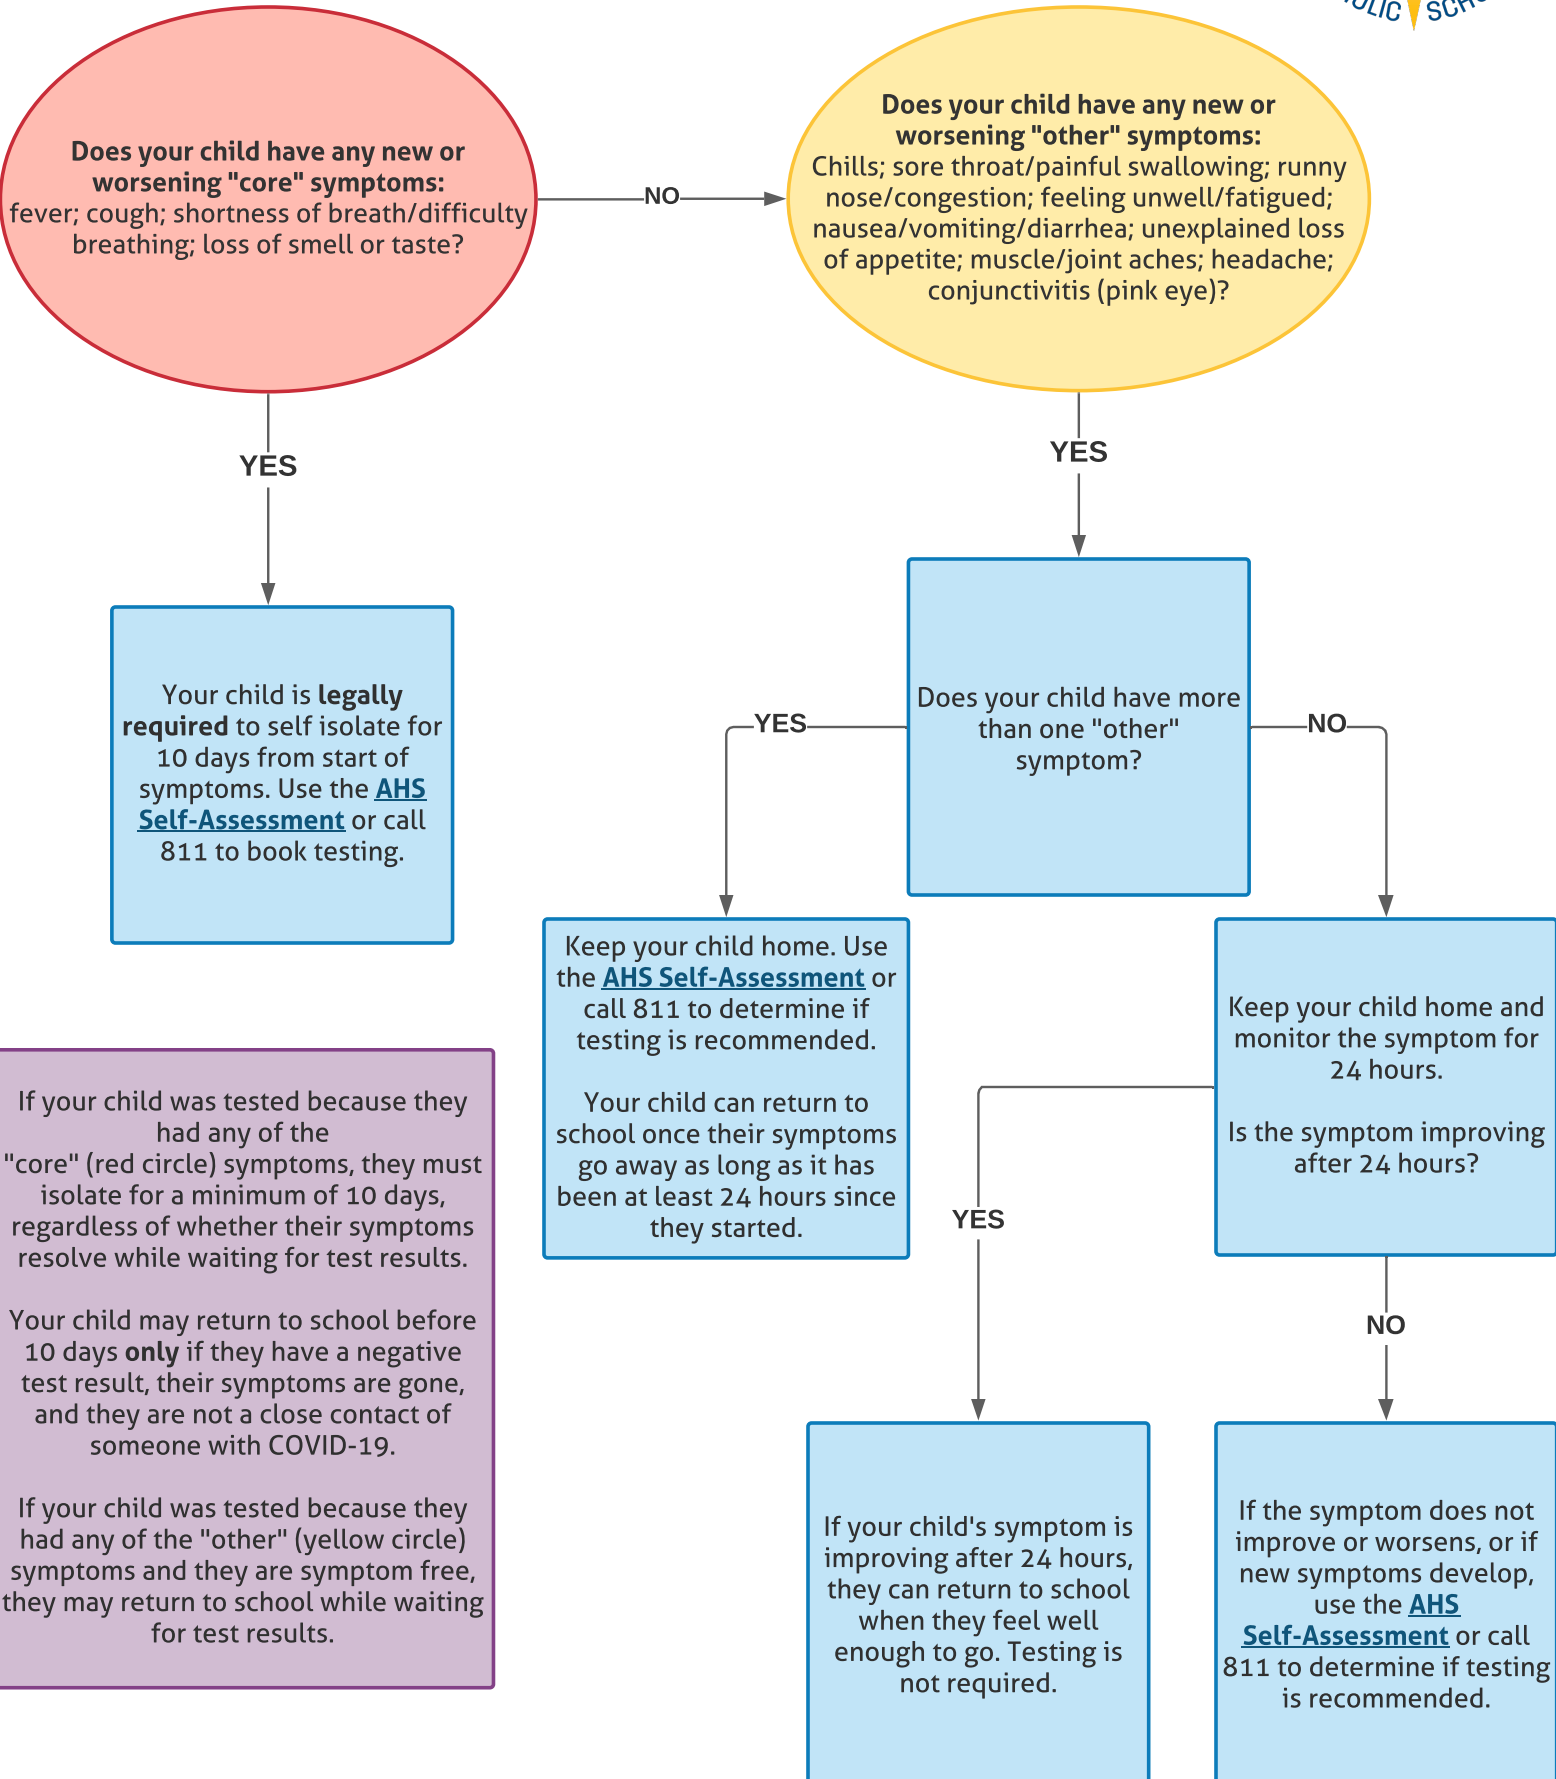 Does your child have any new or
worsening "core" symptoms:
fever; cough; shortness of breath/difficulty
breathing; loss of smell or taste?
NO
Does your child have any new or
worsening "other" symptoms:
Chills; sore throat/painful swallowing; runny
nose/congestion; feeling unwell/fatigued;
nausea/vomiting/diarrhea; unexplained loss
of appetite; muscle/joint aches; headache;
conjunctivitis (pink eye)?
YES
YES
Your child is legally
required to self isolate for
10 days from start of
symptoms. Use the AHS
Self-Assessment or call
811 to book testing.
Does your child have more
than one "other"
symptom?
YES
NO
Keep your child home. Use
the AHS Self-Assessment or
call 811 to determine if
testing is recommended.
Your child can return to
school once their symptoms
go away as long as it has
been at least 24 hours since
they started.
Keep your child home and
monitor the symptom for
24 hours.
Is the symptom improving
after 24 hours?
YES
NO
If your child was tested because they
had any of the
"core" (red circle) symptoms, they must
isolate for a minimum of 10 days,
regardless of whether their symptoms
resolve while waiting for test results.
Your child may return to school before
10 days only if they have a negative
test result, their symptoms are gone,
and they are not a close contact of
someone with COVID-19.
If your child was tested because they
had any of the "other" (yellow circle)
symptoms and they are symptom free,
they may return to school while waiting
for test results.
If your child's symptom is
improving after 24 hours,
they can return to school
when they feel well
enough to go. Testing is
not required.
If the symptom does not
improve or worsens, or if
new symptoms develop,
use the AHS
Self-Assessment or call
811 to determine if testing
is recommended.